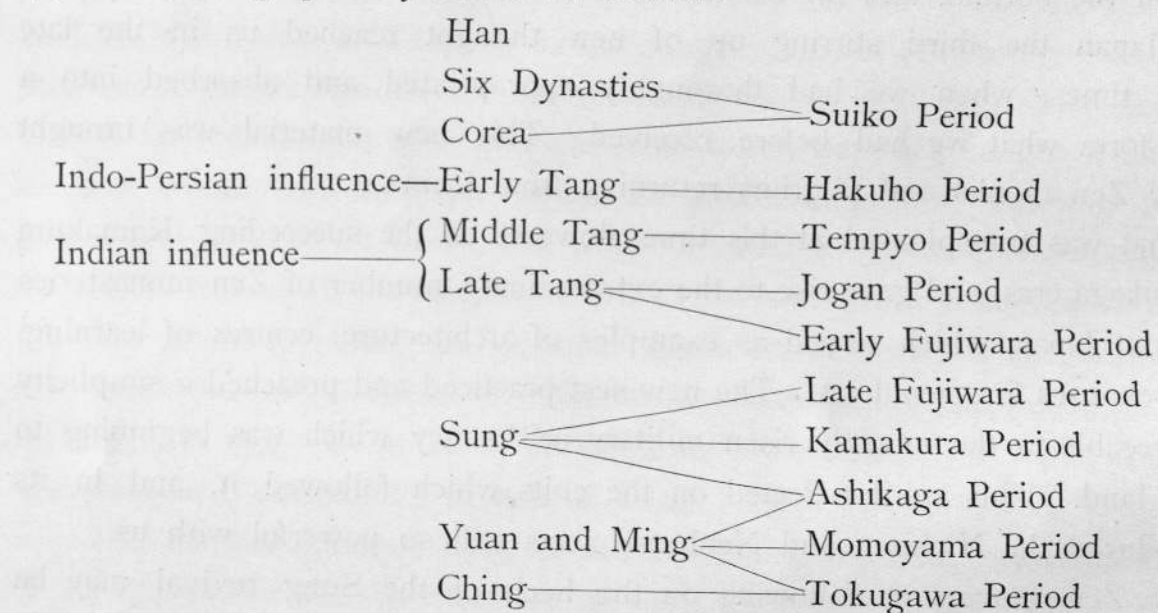 Han
Six Dynasties
Corea Suiko Period
Indo-Persian influence Early Tang Hakuho Period
Indian influence Middle Tang Tempyo Period
Late Tang Jogan Period
Early Fujiwara Period
Late Fujiwara Period
Sung Kamakura Period
Ashikaga Period
Yuan and Ming Momoyama Period
Ching Tokugawa Period